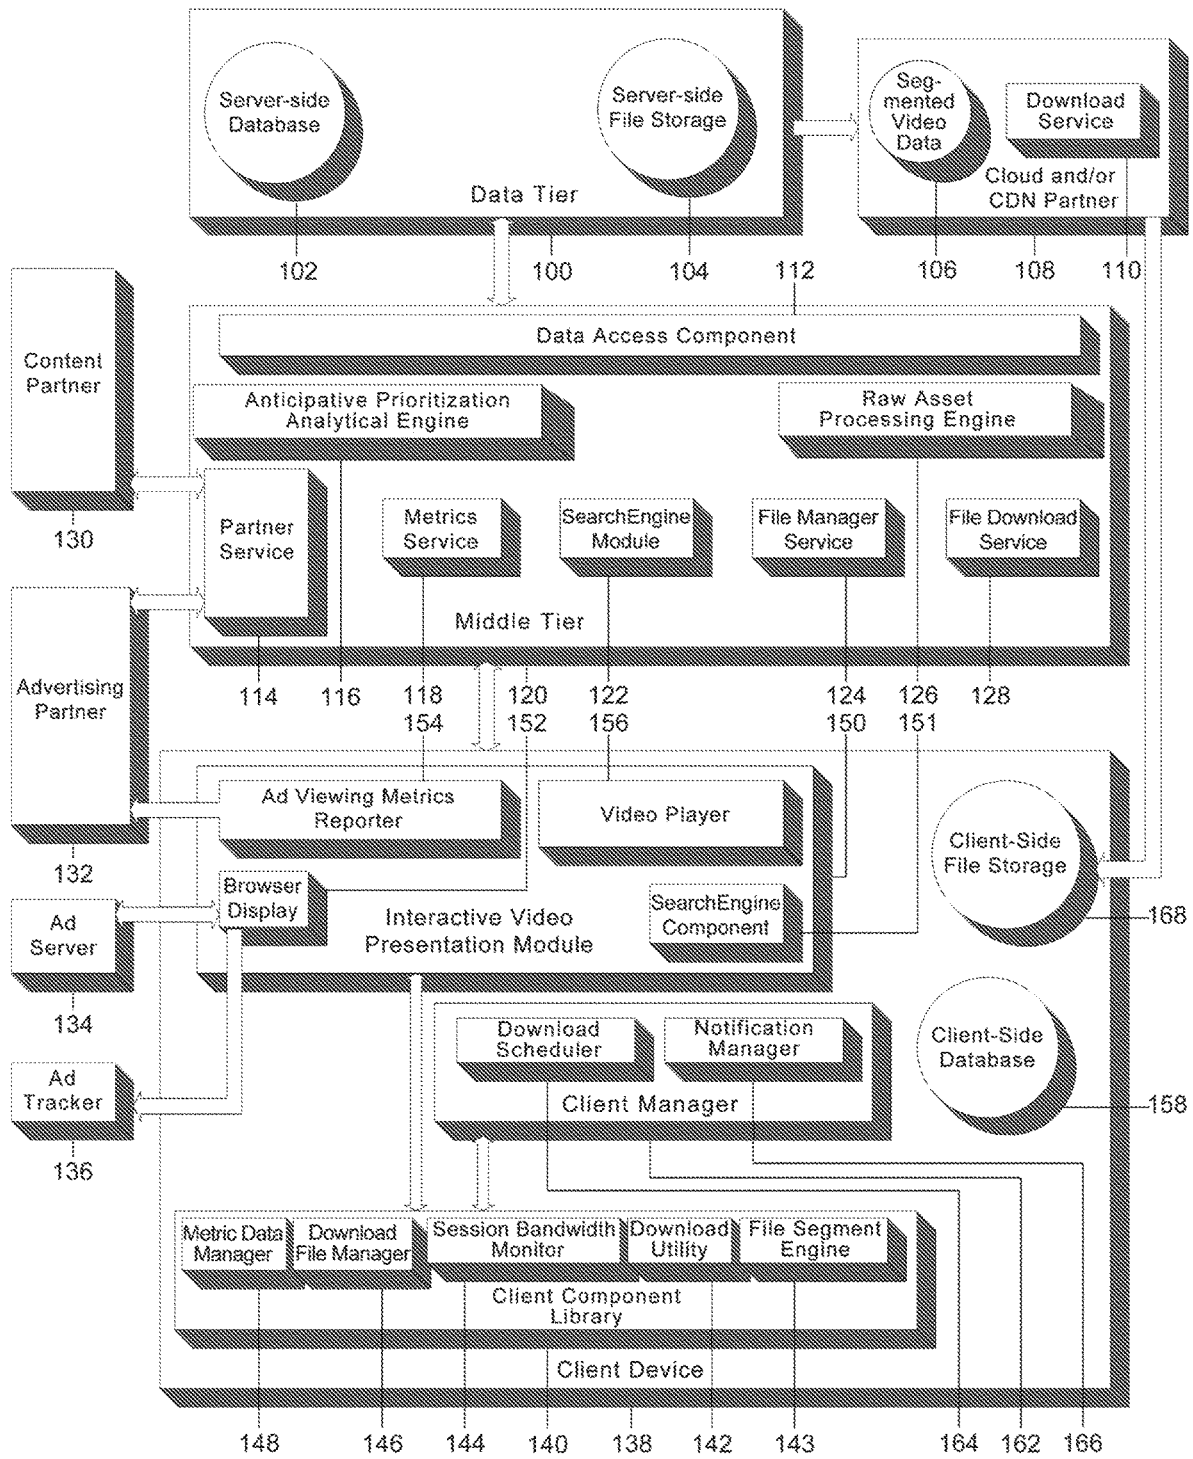 Server-side
Database
Server-side
File Storage
Data Tier
Seg-
mented
Video
Data
Download
Service
Cloud and/or
CDN Partner
102
100
104
112
106
108
110
Content
Partner
130
Data Access Component
Anticipative Prioritization
Analytical Engine
Raw Asset
Processing Engine
Partner
Service
Metrics
Service
SearchEngine
Module
File Manager
Service
File Download
Service
Middle Tier
Advertising
Partner
132
114
116
118
120
122
124
126
128
154
152
156
150
151
Ad Viewing Metrics
Reporter
Video Player
Browser
Display
Interactive Video
Presentation Module
SearchEngine
Component
Client-Side
File Storage
168
Ad
Server
134
Download
Scheduler
Notification
Manager
Client Manager
Client-Side
Database
158
Ad
Tracker
136
Metric Data
Manager
Download
File Manager
Session Bandwidth
Monitor
Download
Utility
File Segment
Engine
Client Component
Library
Client Device
148
146
144
140
138
142
143
164
162
166